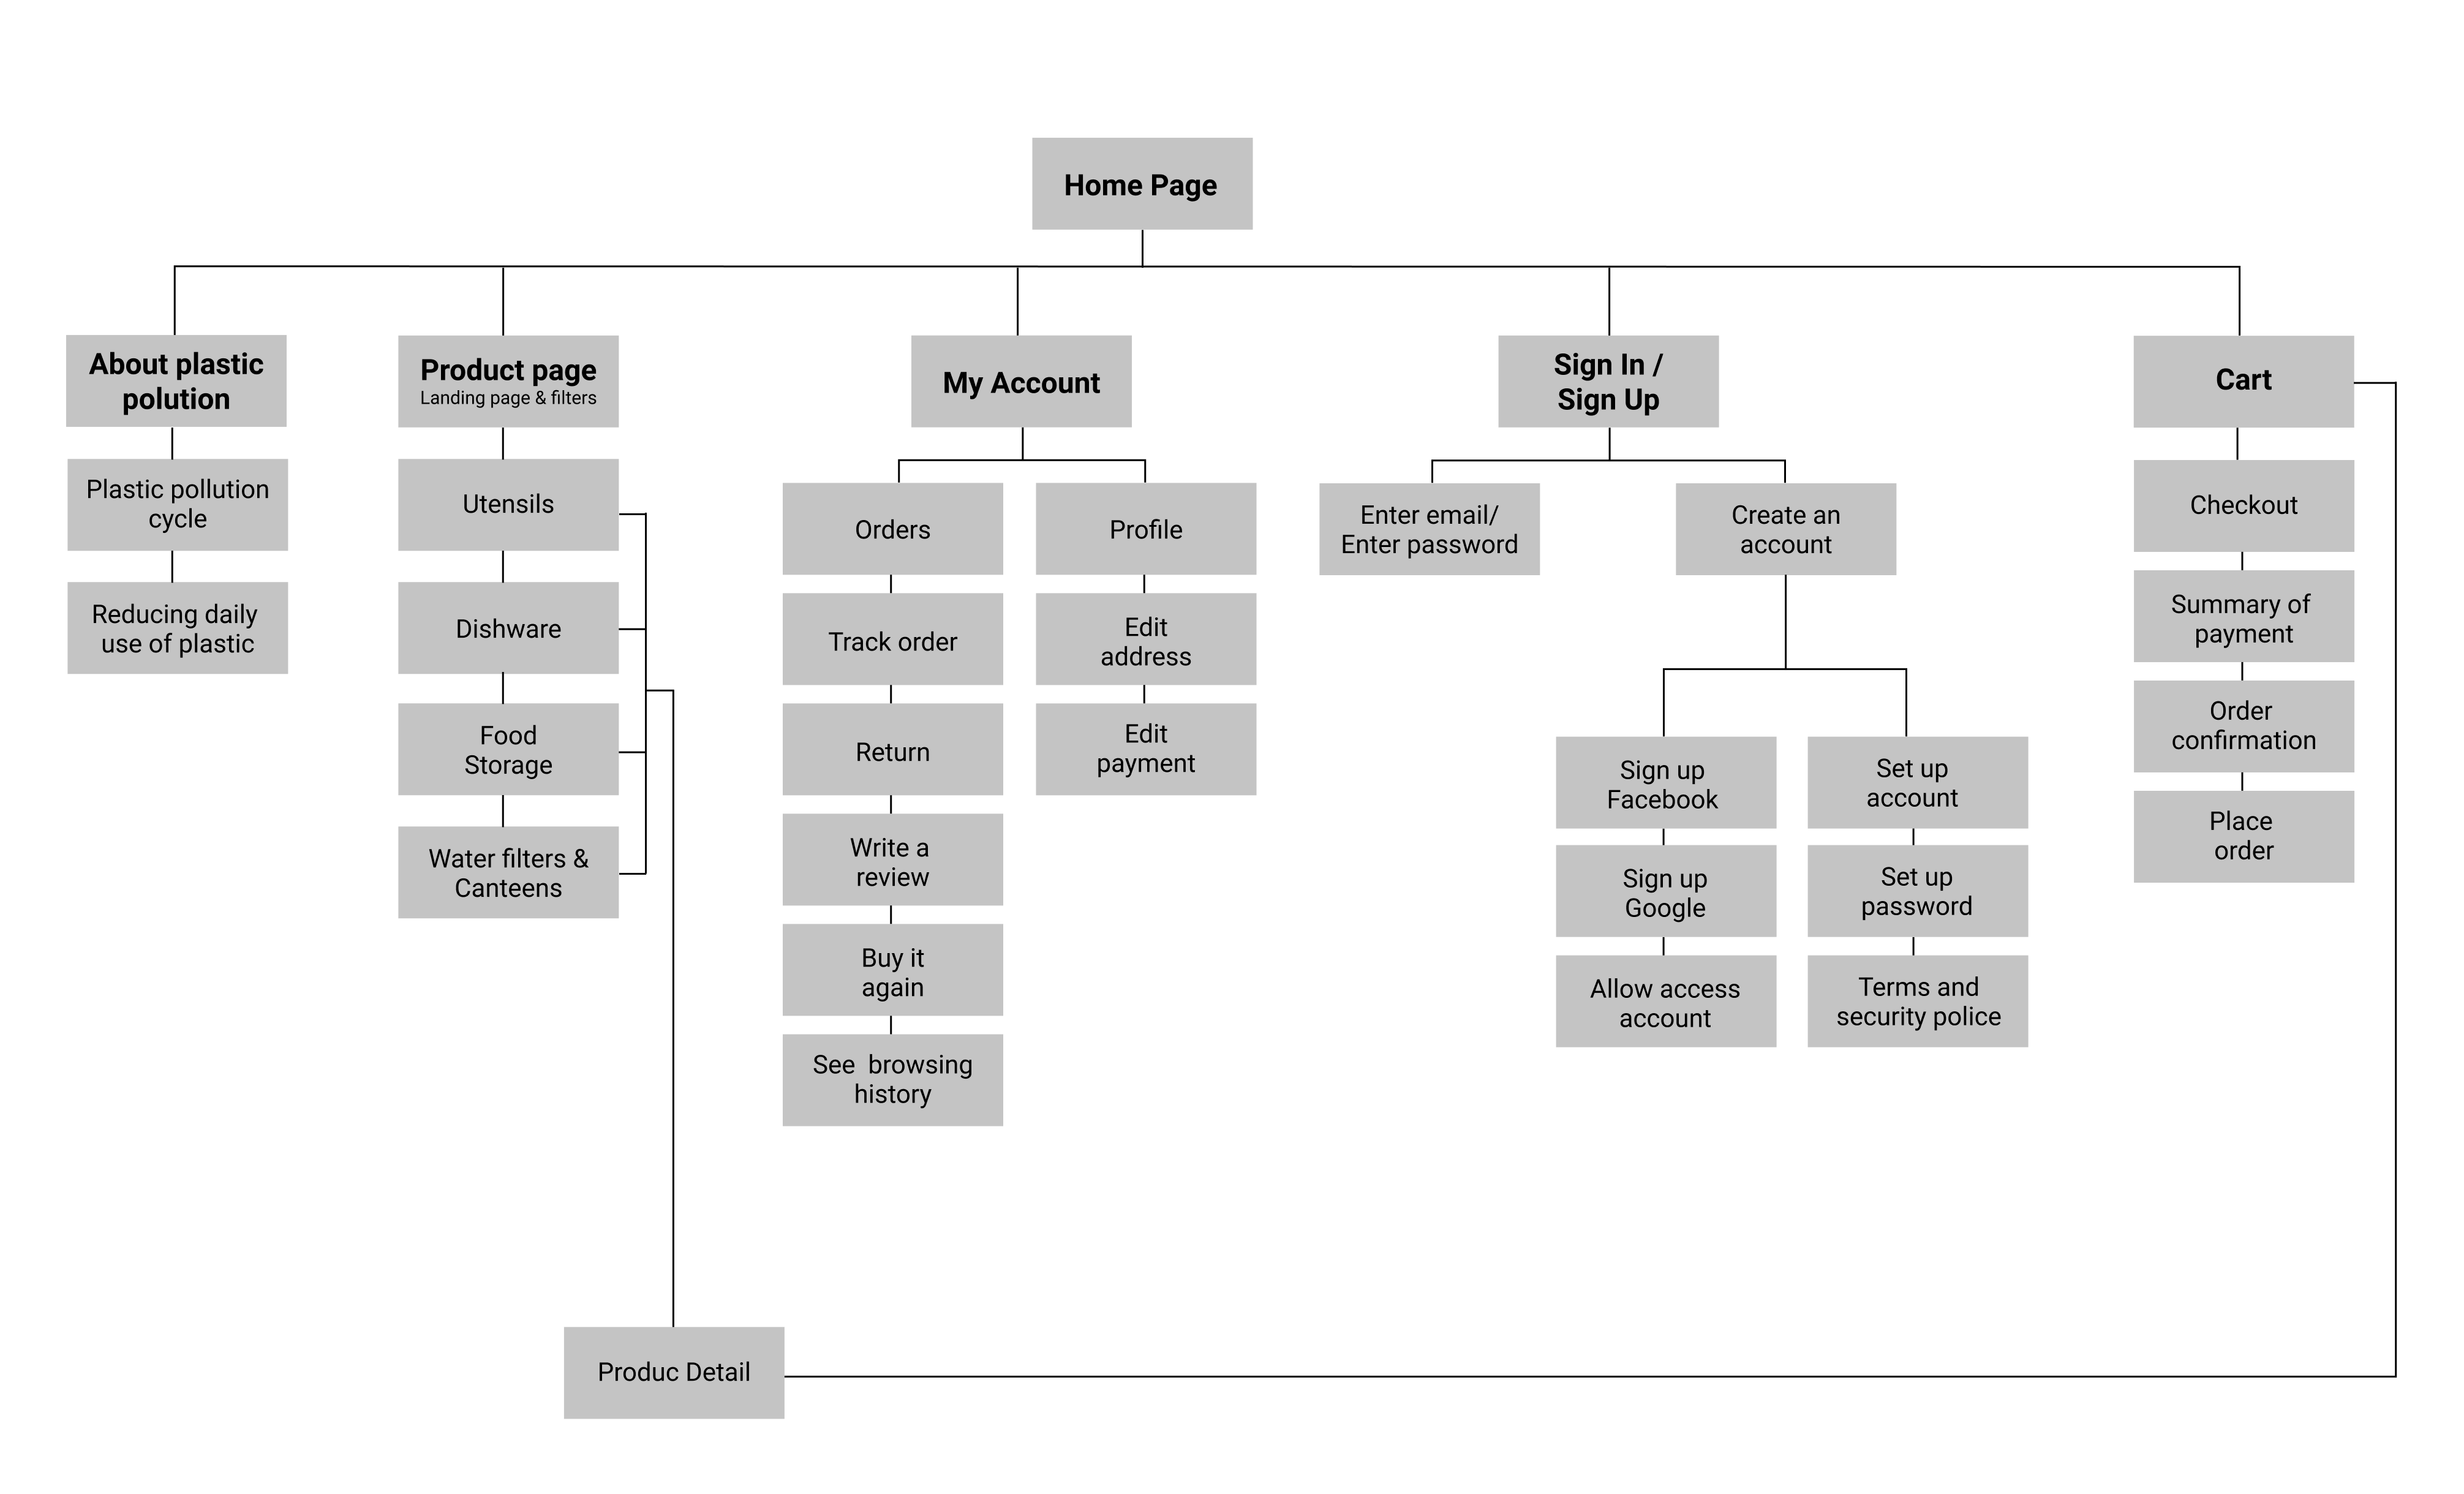 Home Page
About plastic
polution
Plastic pollution
cycle
Reducing daily
use of plastic
Product page
Landing page & filters
Utensils
Dishware
Food
Storage
Water filters &
Canteens
Produc Detail
My Account
Orders
Track order
Return
Write a
review
Buy it
again
See  browsing
history
Profile
Edit
address
Edit
payment
Sign In /
Sign Up
Enter email/
Enter password
Create an
account
Sign up
Facebook
Sign up
Google
Allow access
account
Set up
account
Set up
password
Terms and
security police
Cart
Checkout
Summary of
payment
Order
confirmation
Place
order